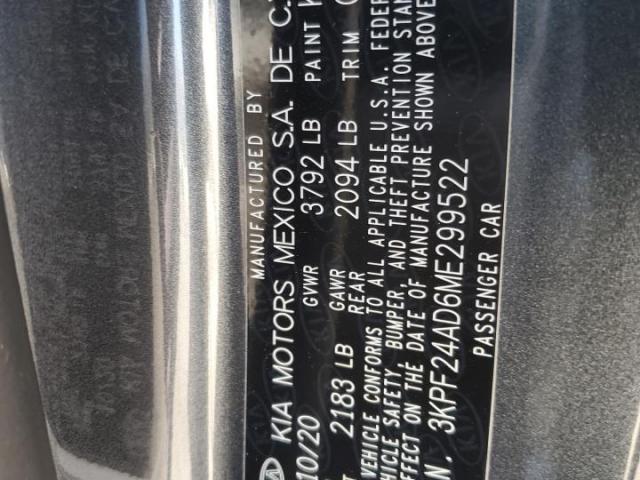 MANUFACTURED BY
KIA MOTORS MEXICO S.A. DE C.
10/20 GVWR 3792 LB PAINT
2183 LB GAWR REAR 2094 LB TRIM
VEHICLE CONFORMS TO ALL APPLICABLE U.S.A. FEDER
VEHICLE SAFETY, BUMPER, AND THEFT PREVENTION STAN
EFFECT ON THE DATE OF MANUFACTURE SHOWN ABOVE
N. 3KPF24AD6ME299522
PASSENGER CAR